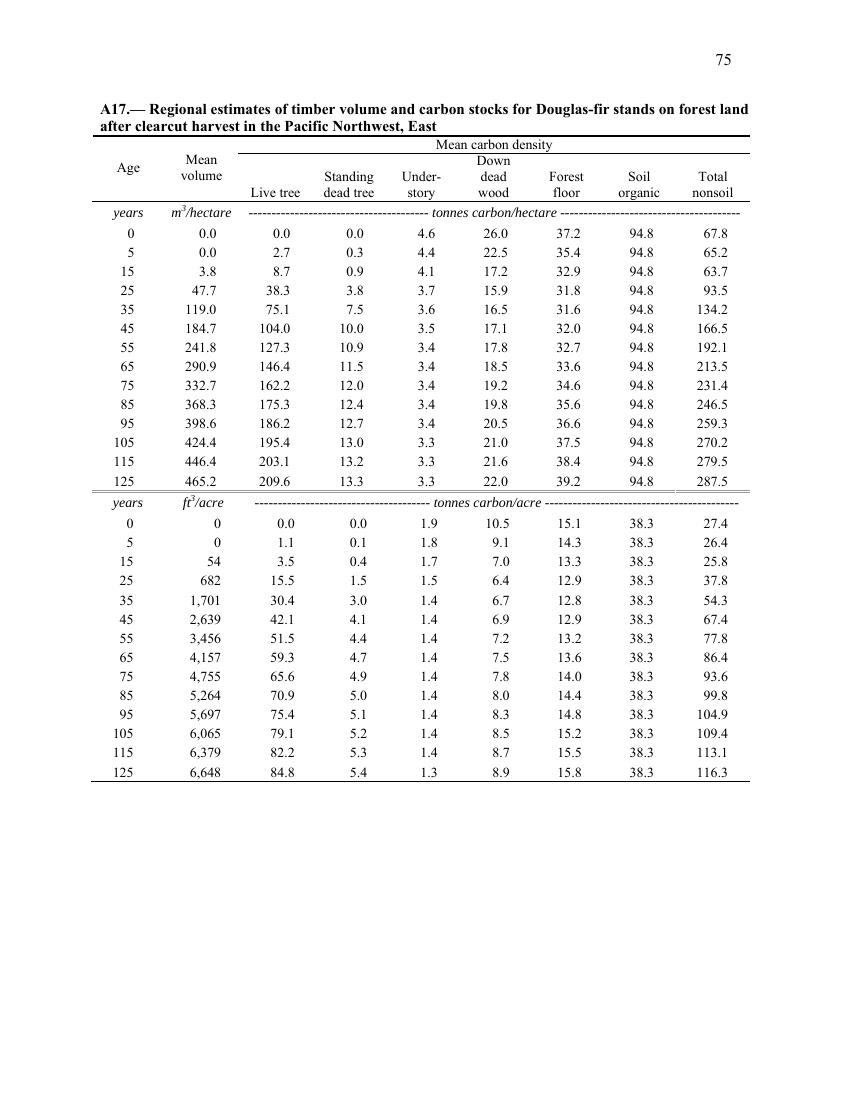 75
A17.— Regional estimates of timber volume and carbon stocks for Douglas-fir stands on forest land
after clearcut harvest in the Pacific Northwest, East
Mean carbon density
Age Mean volume Live tree Standing dead tree Under-story Down dead wood Forest floor Soil organic Total nonsoil
years m³/hectare --------------------------------------- tonnes carbon/hectare ---------------------------------------
0 0.0 0.0 0.0 4.6 26.0 37.2 94.8 67.8
5 0.0 2.7 0.3 4.4 22.5 35.4 94.8 65.2
15 3.8 8.7 0.9 4.1 17.2 32.9 94.8 63.7
25 47.7 38.3 3.8 3.7 15.9 31.8 94.8 93.5
35 119.0 75.1 7.5 3.6 16.5 31.6 94.8 134.2
45 184.7 104.0 10.0 3.5 17.1 32.0 94.8 166.5
55 241.8 127.3 10.9 3.4 17.8 32.7 94.8 192.1
65 290.9 146.4 11.5 3.4 18.5 33.6 94.8 213.5
75 332.7 162.2 12.0 3.4 19.2 34.6 94.8 231.4
85 368.3 175.3 12.4 3.4 19.8 35.6 94.8 246.5
95 398.6 186.2 12.7 3.4 20.5 36.6 94.8 259.3
105 424.4 195.4 13.0 3.3 21.0 37.5 94.8 270.2
115 446.4 203.1 13.2 3.3 21.6 38.4 94.8 279.5
125 465.2 209.6 13.3 3.3 22.0 39.2 94.8 287.5
years ft³/acre -------------------------------------- tonnes carbon/acre ------------------------------------------
0 0 0.0 0.0 1.9 10.5 15.1 38.3 27.4
5 0 1.1 0.1 1.8 9.1 14.3 38.3 26.4
15 54 3.5 0.4 1.7 7.0 13.3 38.3 25.8
25 682 15.5 1.5 1.5 6.4 12.9 38.3 37.8
35 1,701 30.4 3.0 1.4 6.7 12.8 38.3 54.3
45 2,639 42.1 4.1 1.4 6.9 12.9 38.3 67.4
55 3,456 51.5 4.4 1.4 7.2 13.2 38.3 77.8
65 4,157 59.3 4.7 1.4 7.5 13.6 38.3 86.4
75 4,755 65.6 4.9 1.4 7.8 14.0 38.3 93.6
85 5,264 70.9 5.0 1.4 8.0 14.4 38.3 99.8
95 5,697 75.4 5.1 1.4 8.3 14.8 38.3 104.9
105 6,065 79.1 5.2 1.4 8.5 15.2 38.3 109.4
115 6,379 82.2 5.3 1.4 8.7 15.5 38.3 113.1
125 6,648 84.8 5.4 1.3 8.9 15.8 38.3 116.3